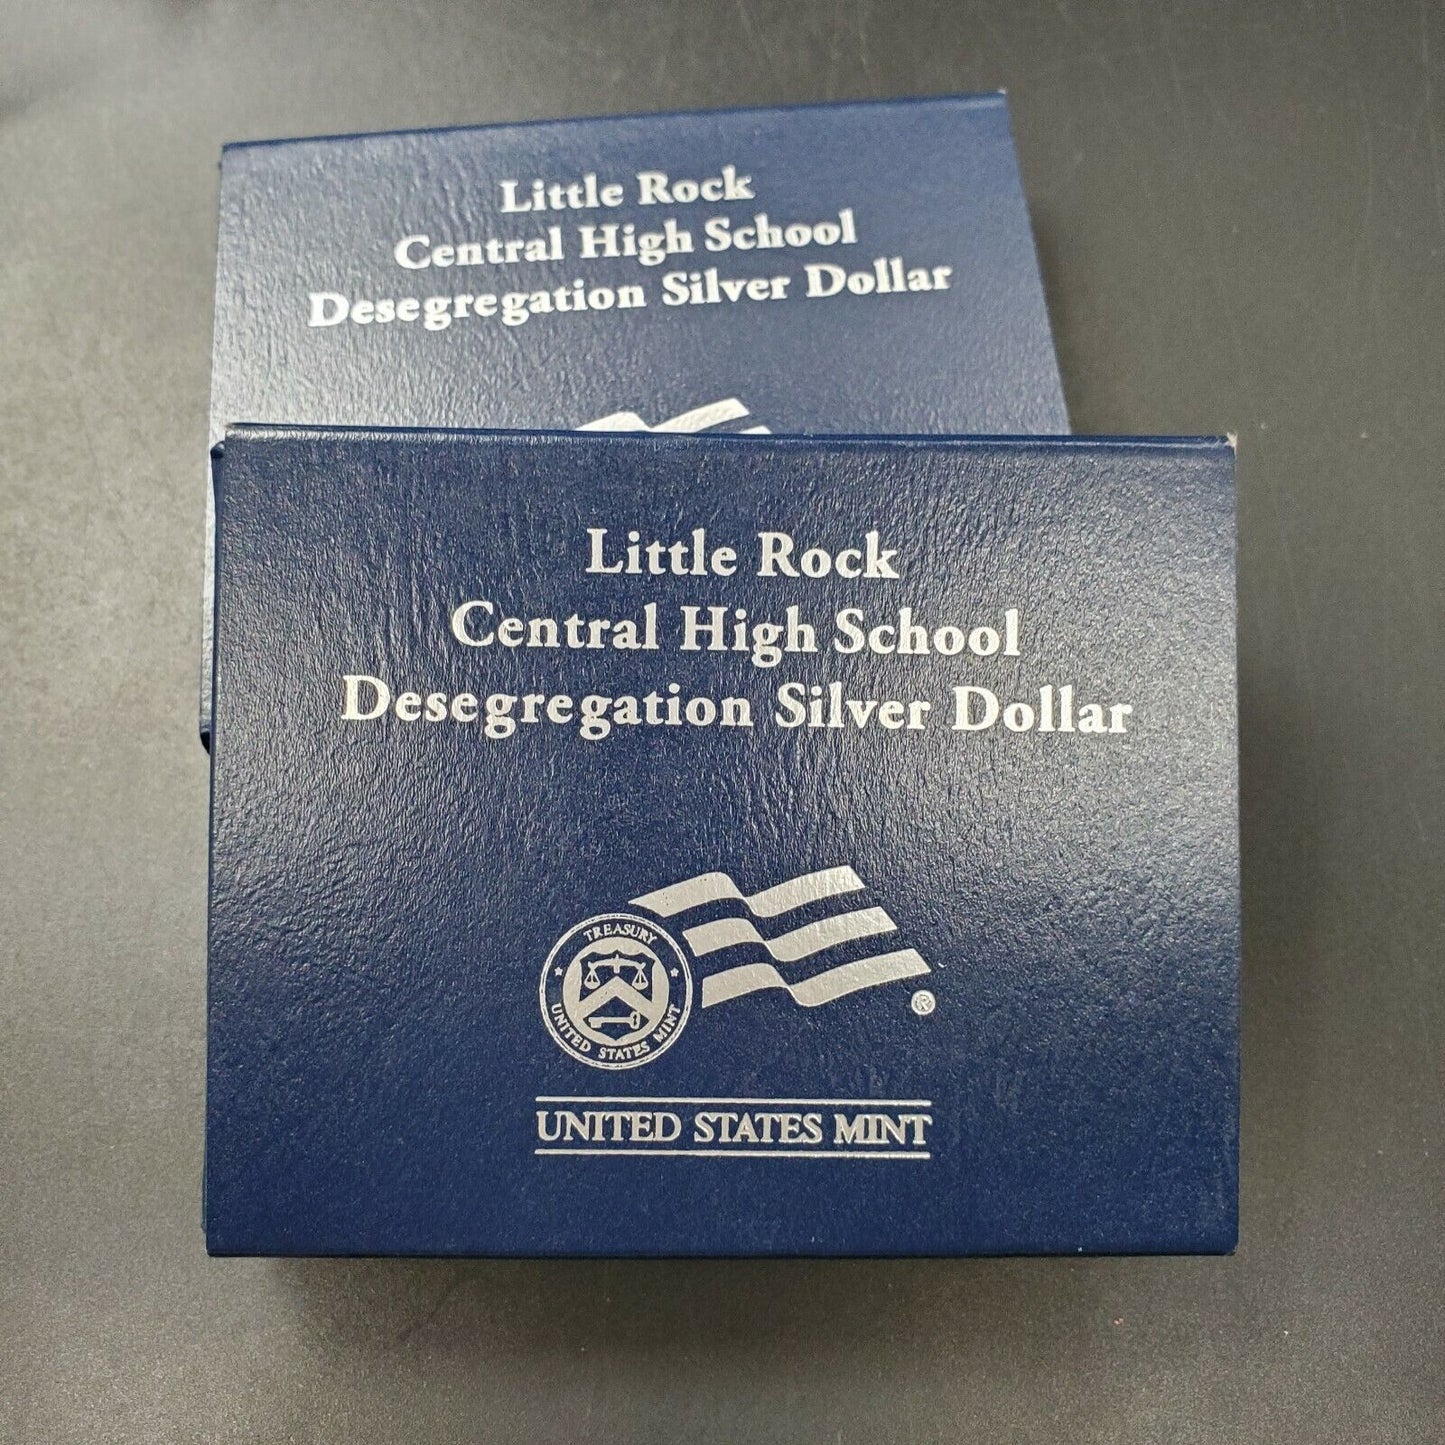 Little Rock
Central High School
Desegregation Silver Dollar
Little Rock
Central High School
Desegregation Silver Dollar
TREASURY
UNITED STATES MINT
®
UNITED STATES MINT